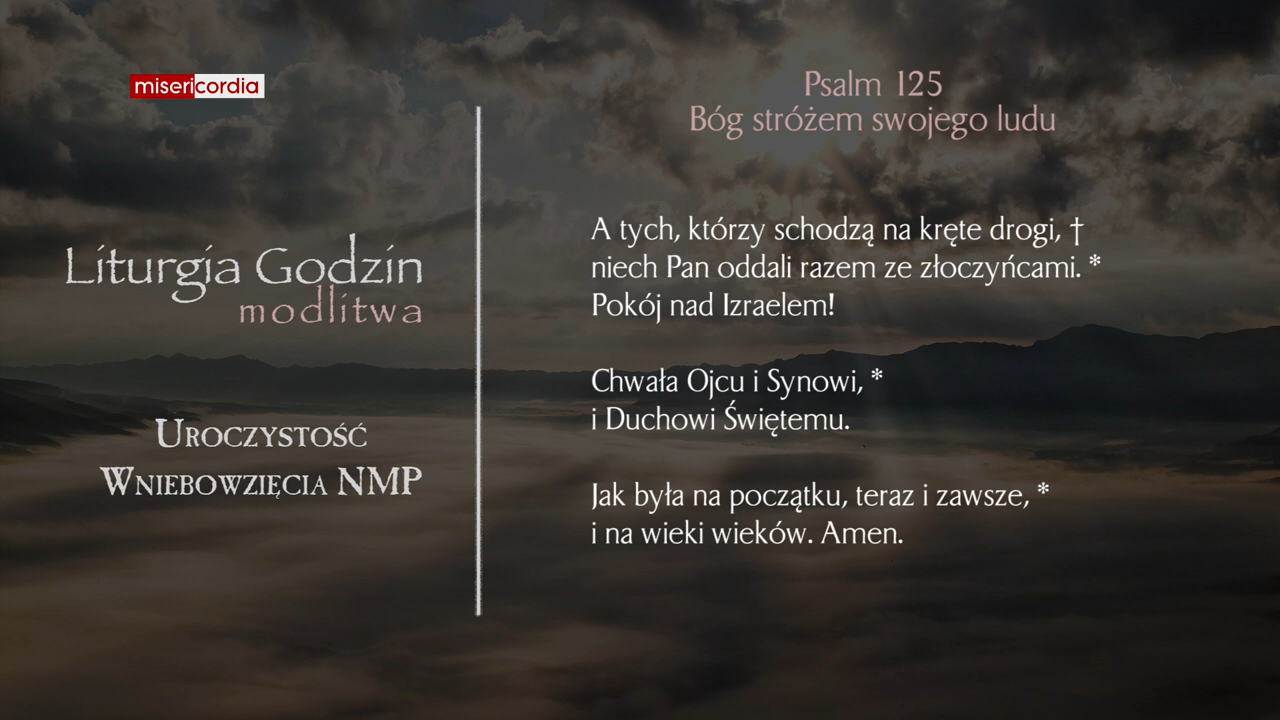 misericordia
Liturgia Godzin
modlitwa
Uroczystość
Wniebowzięcia NMP
Psalm 125
Bóg stróżem swojego ludu
A tych, którzy schodzą na kręte drogi, †
niech Pan oddali razem ze złoczyńcami. *
Pokój nad Izraelem!
Chwała Ojcu i Synowi, *
i Duchowi Świętemu.
Jak była na początku, teraz i zawsze, *
i na wieki wieków. Amen.